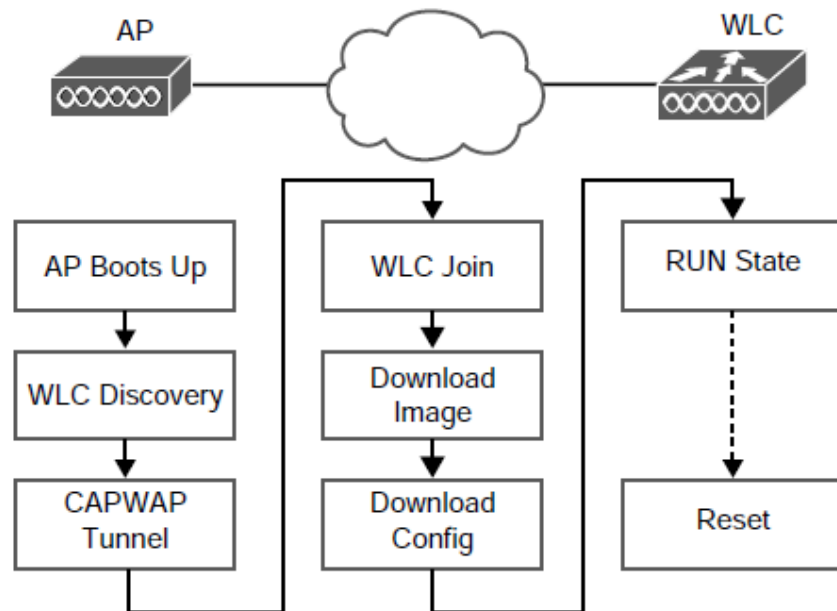 AP
WLC
AP Boots Up
WLC Discovery
CAPWAP
Tunnel
WLC Join
Download
Image
Download
Config
RUN State
Reset